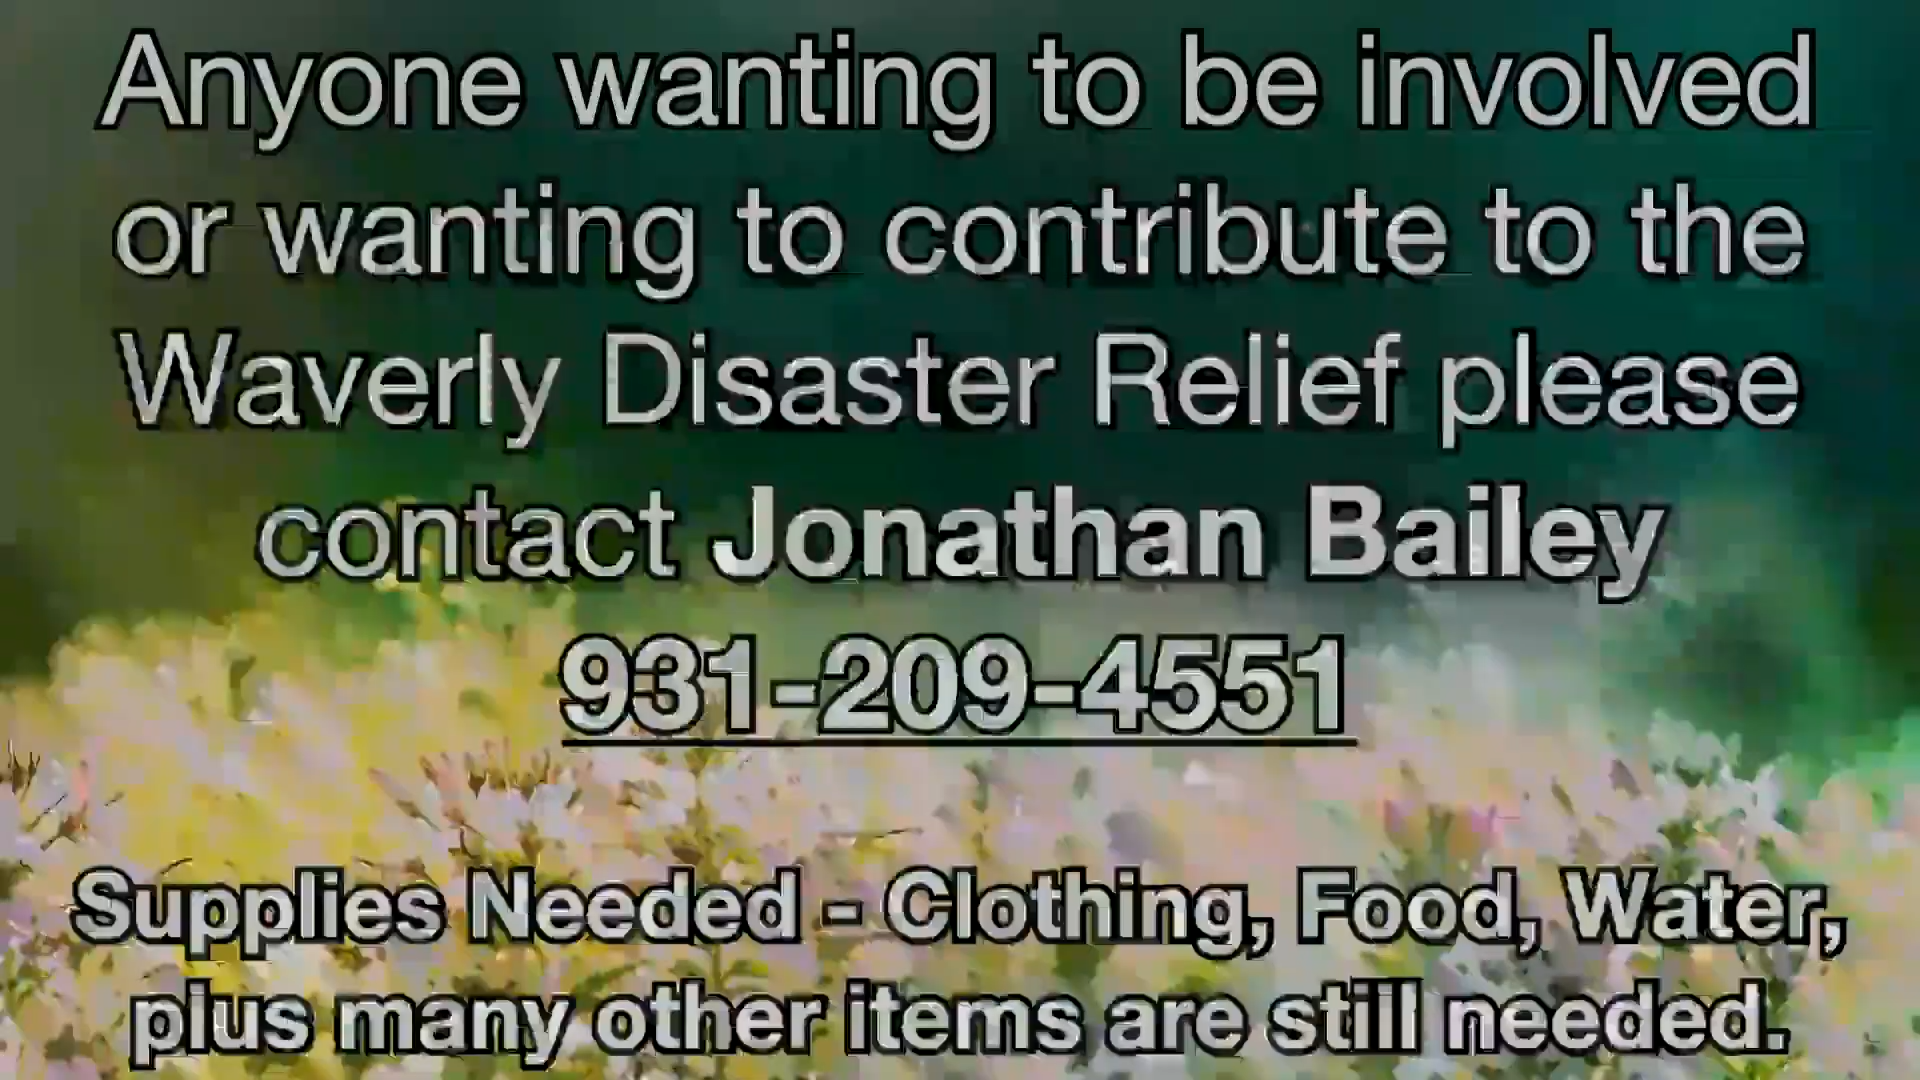 Anyone wanting to be involved
or wanting to contribute to the
Waverly Disaster Relief please
contact Jonathan Bailey
931-209-4551
Supplies Needed - Clothing, Food, Water,
plus many other items are still needed.